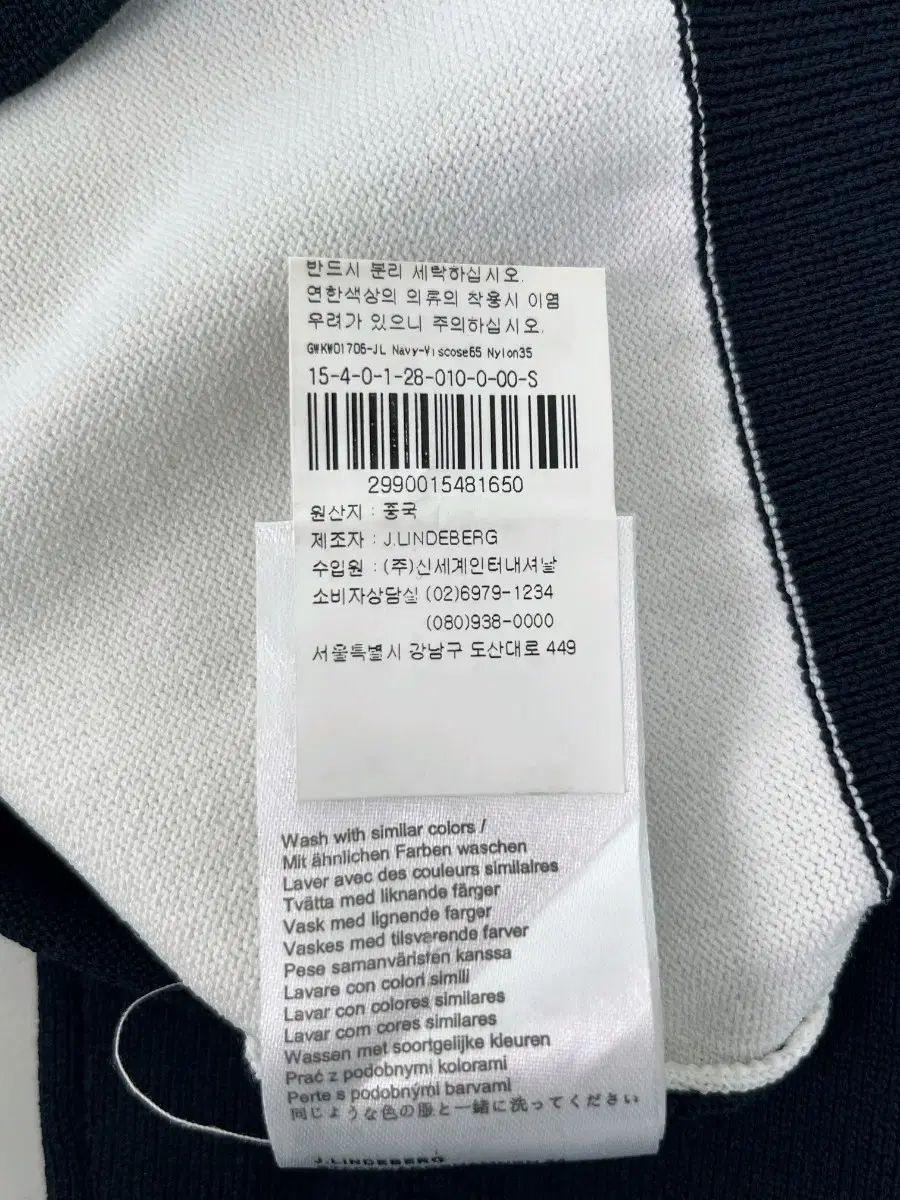 반드시 분리 세탁하십시오.
연한색상의 의류의 착용시 이염
우려가 있으니 주의하십시오.
GWKW01706-JL Navy-Viscose65 Nylon35
15-4-0-1-28-010-0-00-S
2990015481650
원산지 : 중국
제조자 : J.LINDEBERG
수입원 : (주)신세계인터내셔날
소비자상담실 (02)6979-1234
(080)938-0000
서울특별시 강남구 도산대로 449
Wash with similar colors /
Mit ähnlichen Farben waschen
Laver avec des couleurs similaires
Tvätta med liknande färger
Vask med lignende farger
Vaskes med tilsvarende farver
Pese samanväristen kanssa
Lavare con colori simili
Lavar con colores similares
Lavar com cores similares
Wassen met soortgelijke kleuren
Prać z podobnymi kolorami
Perte s podobnými barvami
同じような色の服と一緒に洗ってください
J.LINDEBERG